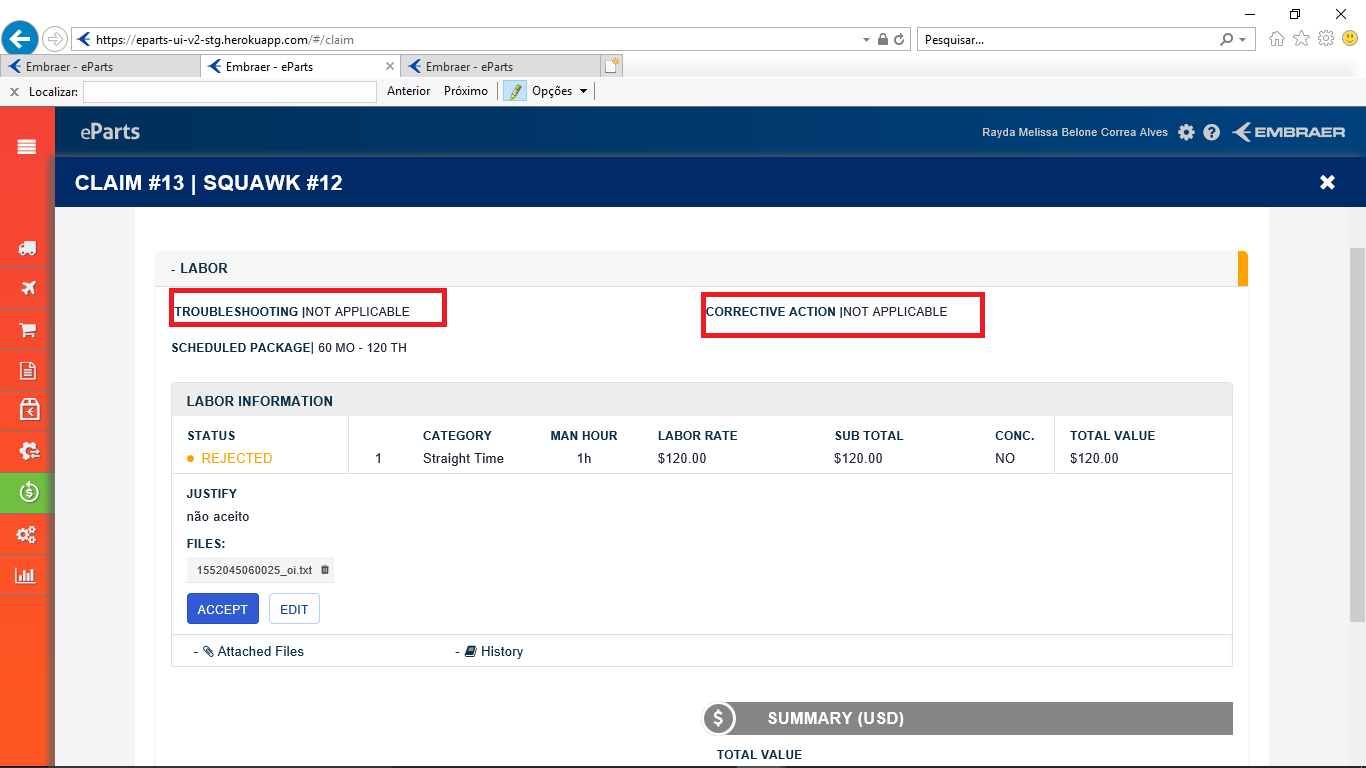 https://eparts-ui-v2-stg.herokuapp.com/#/claim
Pesquisar...
Embraer - eParts
Embraer - eParts
Embraer - eParts
x Localizar:
Anterior Próximo Opções
eParts
Rayda Melissa Belone Correa Alves
EMBRAER
CLAIM #13 | SQUAWK #12
- LABOR
TROUBLESHOOTING |NOT APPLICABLE
CORRECTIVE ACTION |NOT APPLICABLE
SCHEDULED PACKAGE| 60 MO - 120 TH
LABOR INFORMATION
STATUS CATEGORY MAN HOUR LABOR RATE SUB TOTAL CONC. TOTAL VALUE
REJECTED 1 Straight Time 1h $120.00 $120.00 NO $120.00
JUSTIFY
não aceito
FILES:
1552045060025_oi.txt
ACCEPT EDIT
- Attached Files - History
$ SUMMARY (USD)
TOTAL VALUE